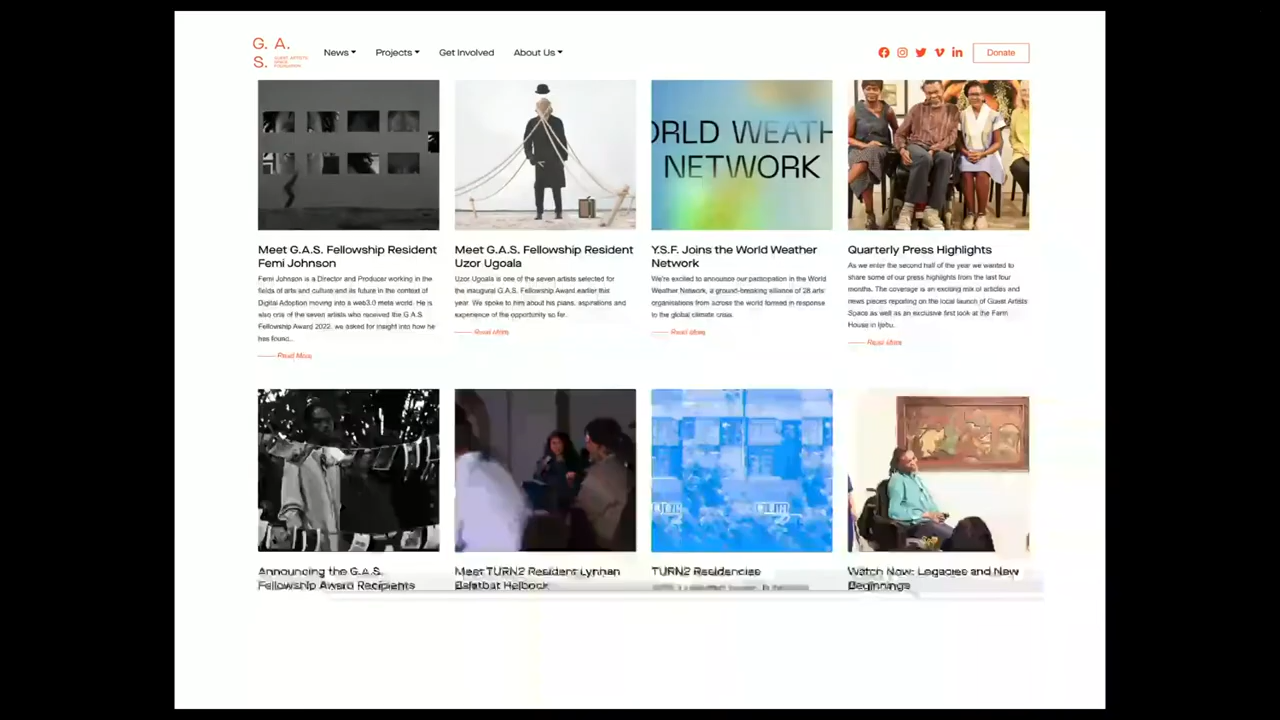 G. A.
S. GUEST ARTISTS
SPACE
FOUNDATION
News
Projects
Get Involved
About Us
Donate
ORLD WEATH
NETWORK
Meet G.A.S. Fellowship Resident
Femi Johnson
Femi Johnson is a Director and Producer working in the
fields of arts and culture and its future in the context of
Digital Adoption moving into a web3.0 meta world. He is
also one of the seven artists who received the G.A.S
Fellowship Award 2022, we asked for insight into how he
has found...
Read More
Meet G.A.S. Fellowship Resident
Uzor Ugoala
Uzor Ugoala is one of the seven artists selected for
the inaugural G.A.S. Fellowship Award earlier this
year. We spoke to him about his plans, aspirations and
experience of the opportunity so far.
Read More
Y.S.F. Joins the World Weather
Network
We're excited to announce our participation in the World
Weather Network, a ground-breaking alliance of 28 arts
organisations from across the world formed in response
to the global climate crisis.
Read More
Quarterly Press Highlights
As we enter the second half of the year we wanted to
share some of our press highlights from the last four
months. The coverage is an exciting mix of articles and
news pieces reporting on the local launch of Guest Artists
Space as well as an exclusive first look at the Farm
House in Ijebu.
Read More
Announcing the G.A.S.
Fellowship Award Recipients
Meet TURN2 Resident Lynhan
Balatbat Helbock
TURN2 Residencies
Watch Now: Legacies and New
Beginnings